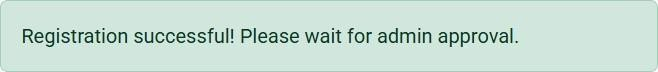 Registration successful! Please wait for admin approval.